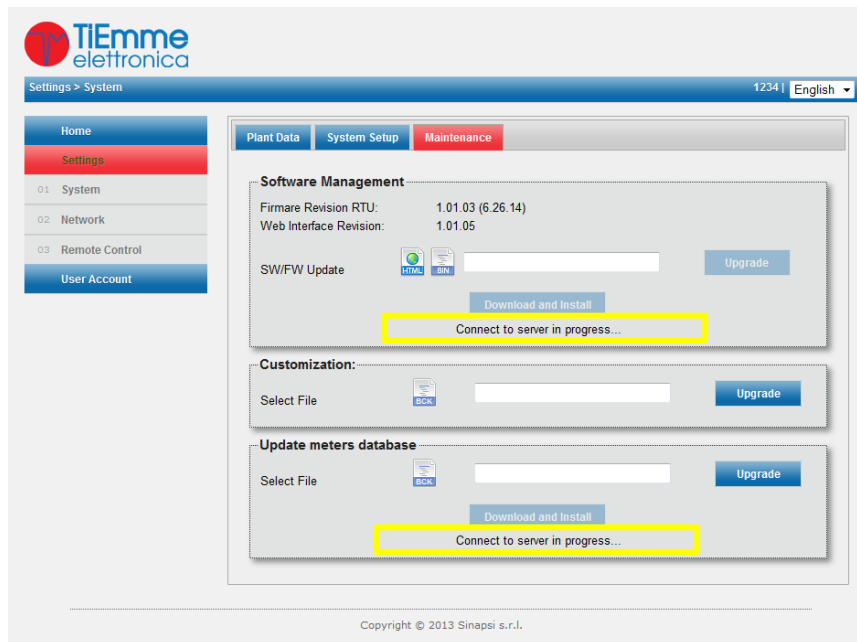 TiEmme
elettronica
Settings > System
1234 | English
Home
Settings
01 System
02 Network
03 Remote Control
User Account
Plant Data System Setup Maintenance
Software Management
Firmare Revision RTU: 1.01.03 (6.26.14)
Web Interface Revision: 1.01.05
SW/FW Update HTML BIN Upgrade
Download and Install
Connect to server in progress...
Customization:
Select File BCK Upgrade
Update meters database
Select File BCK Upgrade
Download and Install
Connect to server in progress...
Copyright © 2013 Sinapsi s.r.l.